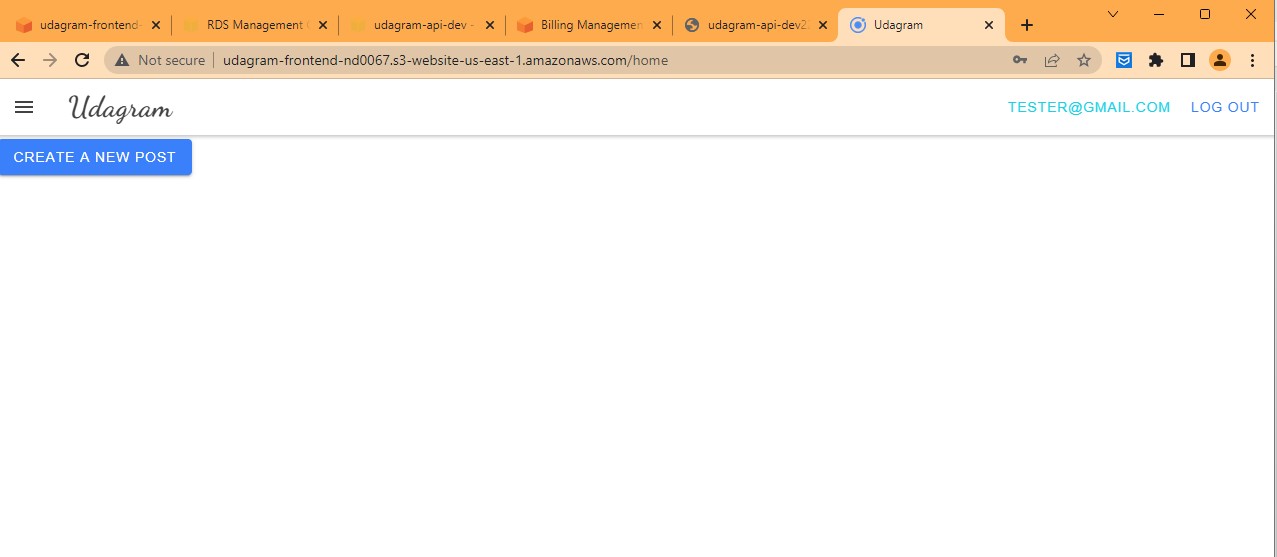 udagram-frontend- RDS Management udagram-api-dev - Billing Managemen udagram-api-dev2 Udagram
Not secure udagram-frontend-nd0067.s3-website-us-east-1.amazonaws.com/home
Udagram TESTER@GMAIL.COM LOG OUT
CREATE A NEW POST